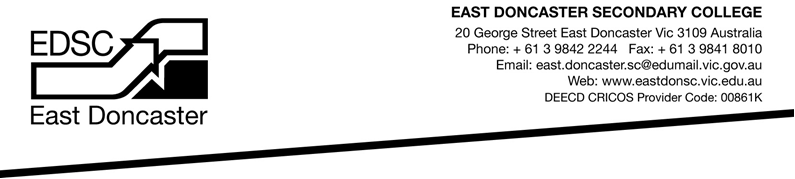 EDSC
East Doncaster
EAST DONCASTER SECONDARY COLLEGE
20 George Street East Doncaster Vic 3109 Australia
Phone: + 61 3 9842 2244 Fax: + 61 3 9841 8010
Email: east.doncaster.sc@edumail.vic.gov.au
Web: www.eastdonsc.vic.edu.au
DEECD CRICOS Provider Code: 00861K